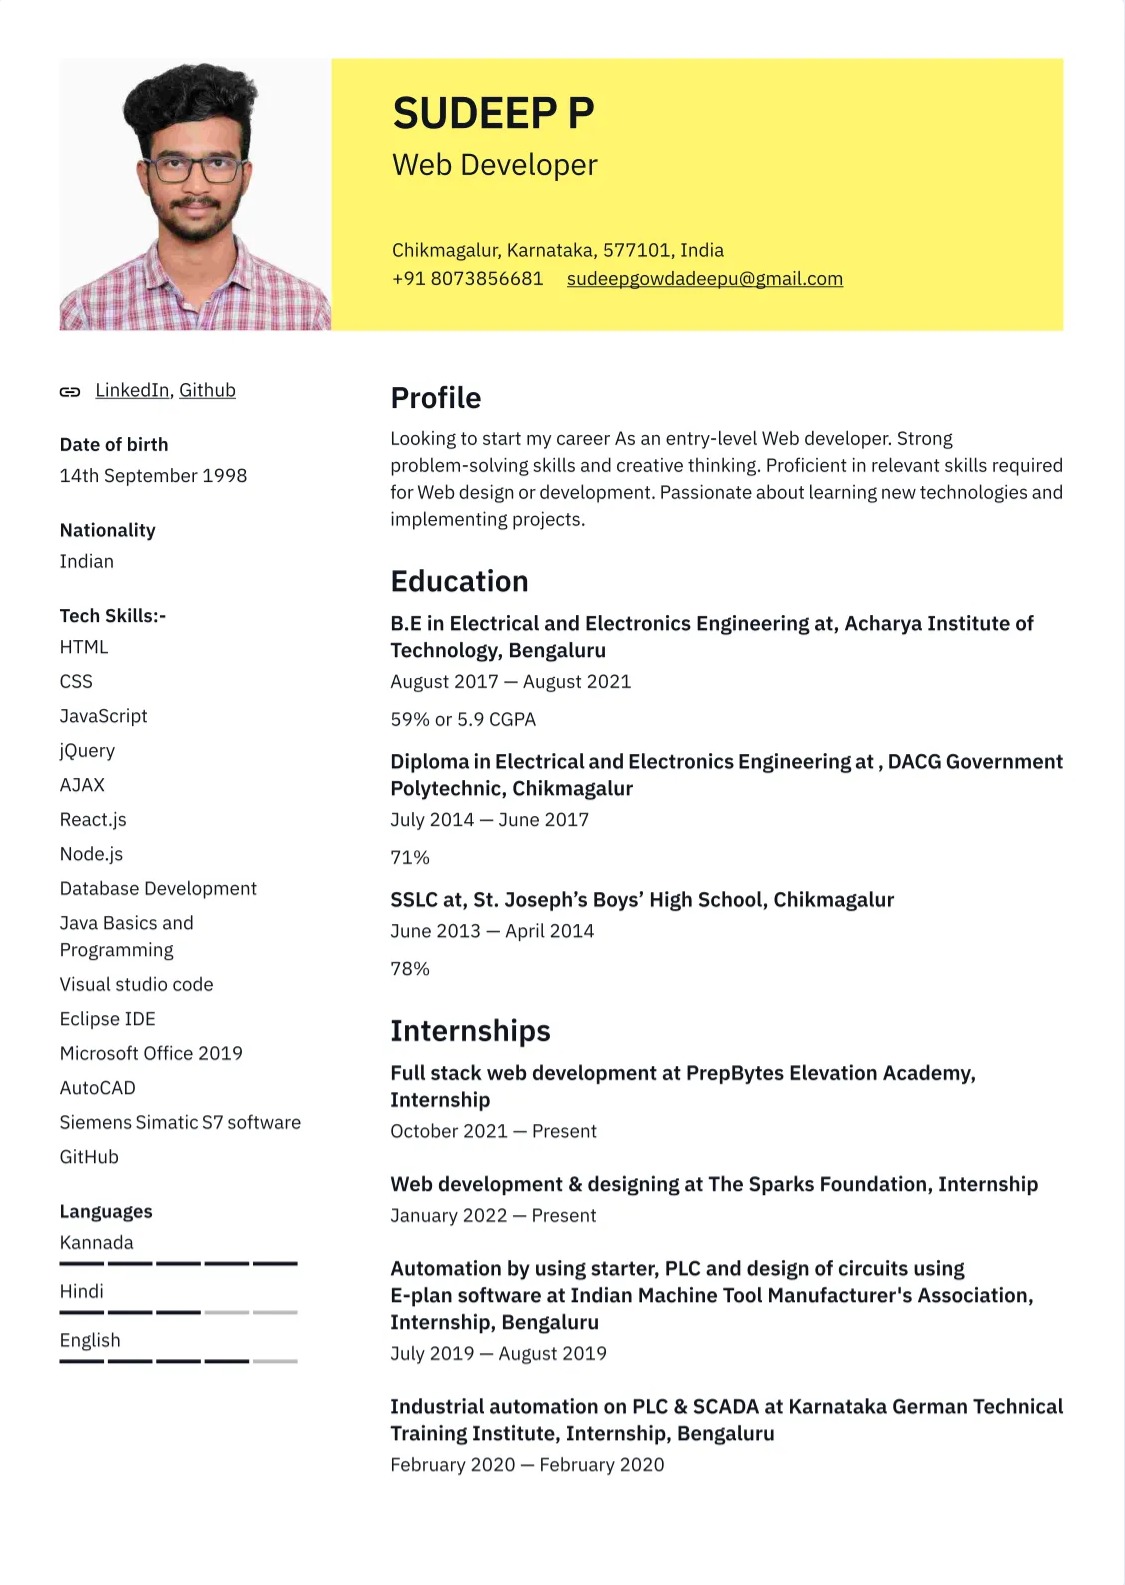 SUDEEP P
Web Developer
Chikmagalur, Karnataka, 577101, India
+91 8073856681 sudeepgowdadeepu@gmail.com
LinkedIn, Github
Date of birth
14th September 1998
Nationality
Indian
Tech Skills:-
HTML
CSS
JavaScript
jQuery
AJAX
React.js
Node.js
Database Development
Java Basics and
Programming
Visual studio code
Eclipse IDE
Microsoft Office 2019
AutoCAD
Siemens Simatic S7 software
GitHub
Languages
Kannada
Hindi
English
Profile
Looking to start my career As an entry-level Web developer. Strong
problem-solving skills and creative thinking. Proficient in relevant skills required
for Web design or development. Passionate about learning new technologies and
implementing projects.
Education
B.E in Electrical and Electronics Engineering at, Acharya Institute of
Technology, Bengaluru
August 2017 — August 2021
59% or 5.9 CGPA
Diploma in Electrical and Electronics Engineering at , DACG Government
Polytechnic, Chikmagalur
July 2014 — June 2017
71%
SSLC at, St. Joseph’s Boys’ High School, Chikmagalur
June 2013 — April 2014
78%
Internships
Full stack web development at PrepBytes Elevation Academy,
Internship
October 2021 — Present
Web development & designing at The Sparks Foundation, Internship
January 2022 — Present
Automation by using starter, PLC and design of circuits using
E-plan software at Indian Machine Tool Manufacturer's Association,
Internship, Bengaluru
July 2019 — August 2019
Industrial automation on PLC & SCADA at Karnataka German Technical
Training Institute, Internship, Bengaluru
February 2020 — February 2020